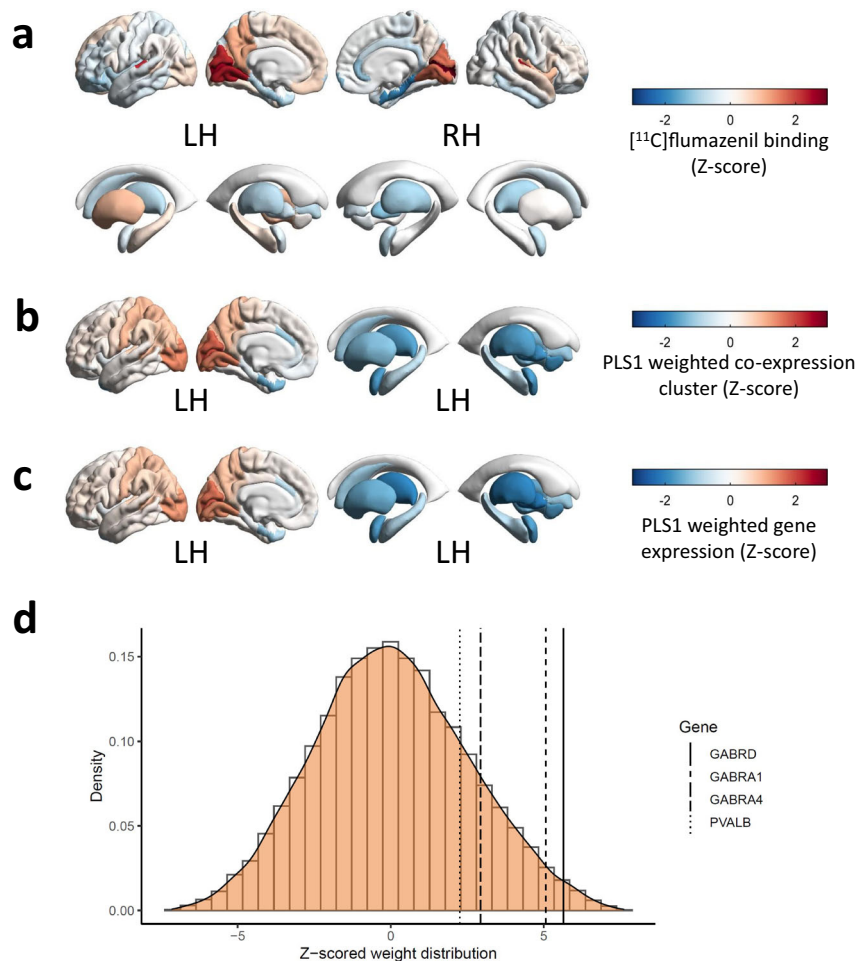 a
LH
RH
-2 0 2
[¹¹C]flumazenil binding
(Z-score)
b
LH
LH
-2 0 2
PLS1 weighted co-expression
cluster (Z-score)
c
LH
LH
-2 0 2
PLS1 weighted gene
expression (Z-score)
d
0.15
0.10
0.05
0.00
Density
−5 0 5
Z-scored weight distribution
Gene
GABRD
GABRA1
GABRA4
PVALB